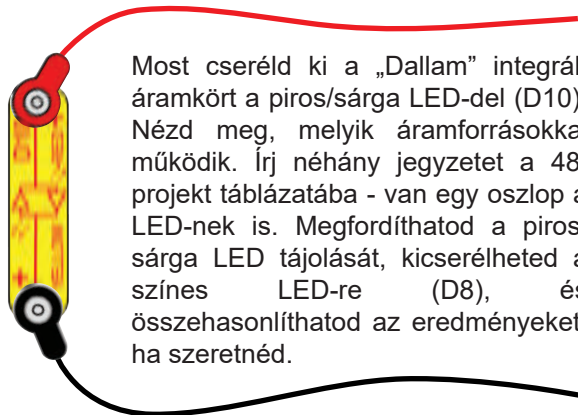 Most cseréld ki a „Dallam” integrál
áramkört a piros/sárga LED-del (D10)
Nézd meg, melyik áramforrásokka
működik. Írj néhány jegyzetet a 48
projekt táblázatába - van egy oszlop a
LED-nek is. Megfordíthatod a piros
sárga LED tájolását, kicserélheted a
színes LED-re (D8), és
összehasonlíthatod az eredményeket
ha szeretnéd.